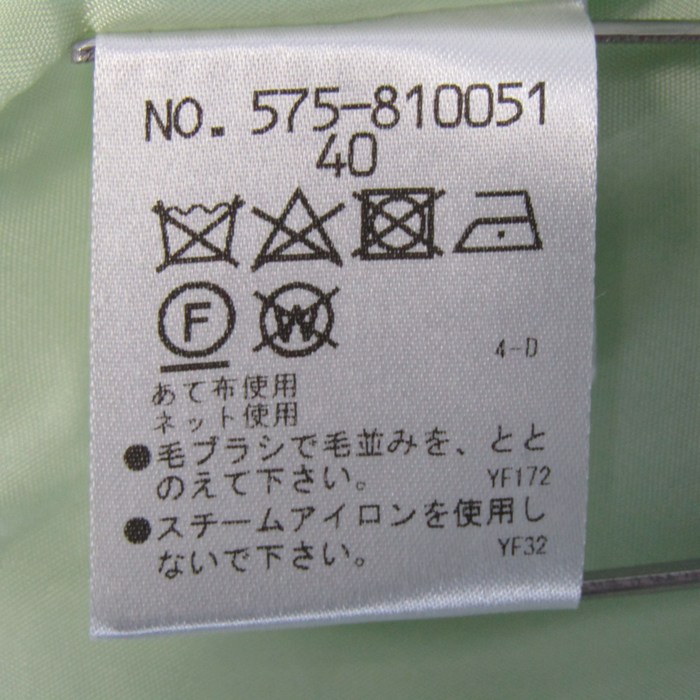 NO. 575-810051
40
F
W
4-D
あて布使用
ネット使用
●毛ブラシで毛並みを、とと
のえて下さい。 YF172
●スチームアイロンを使用し
ないで下さい。 YF32